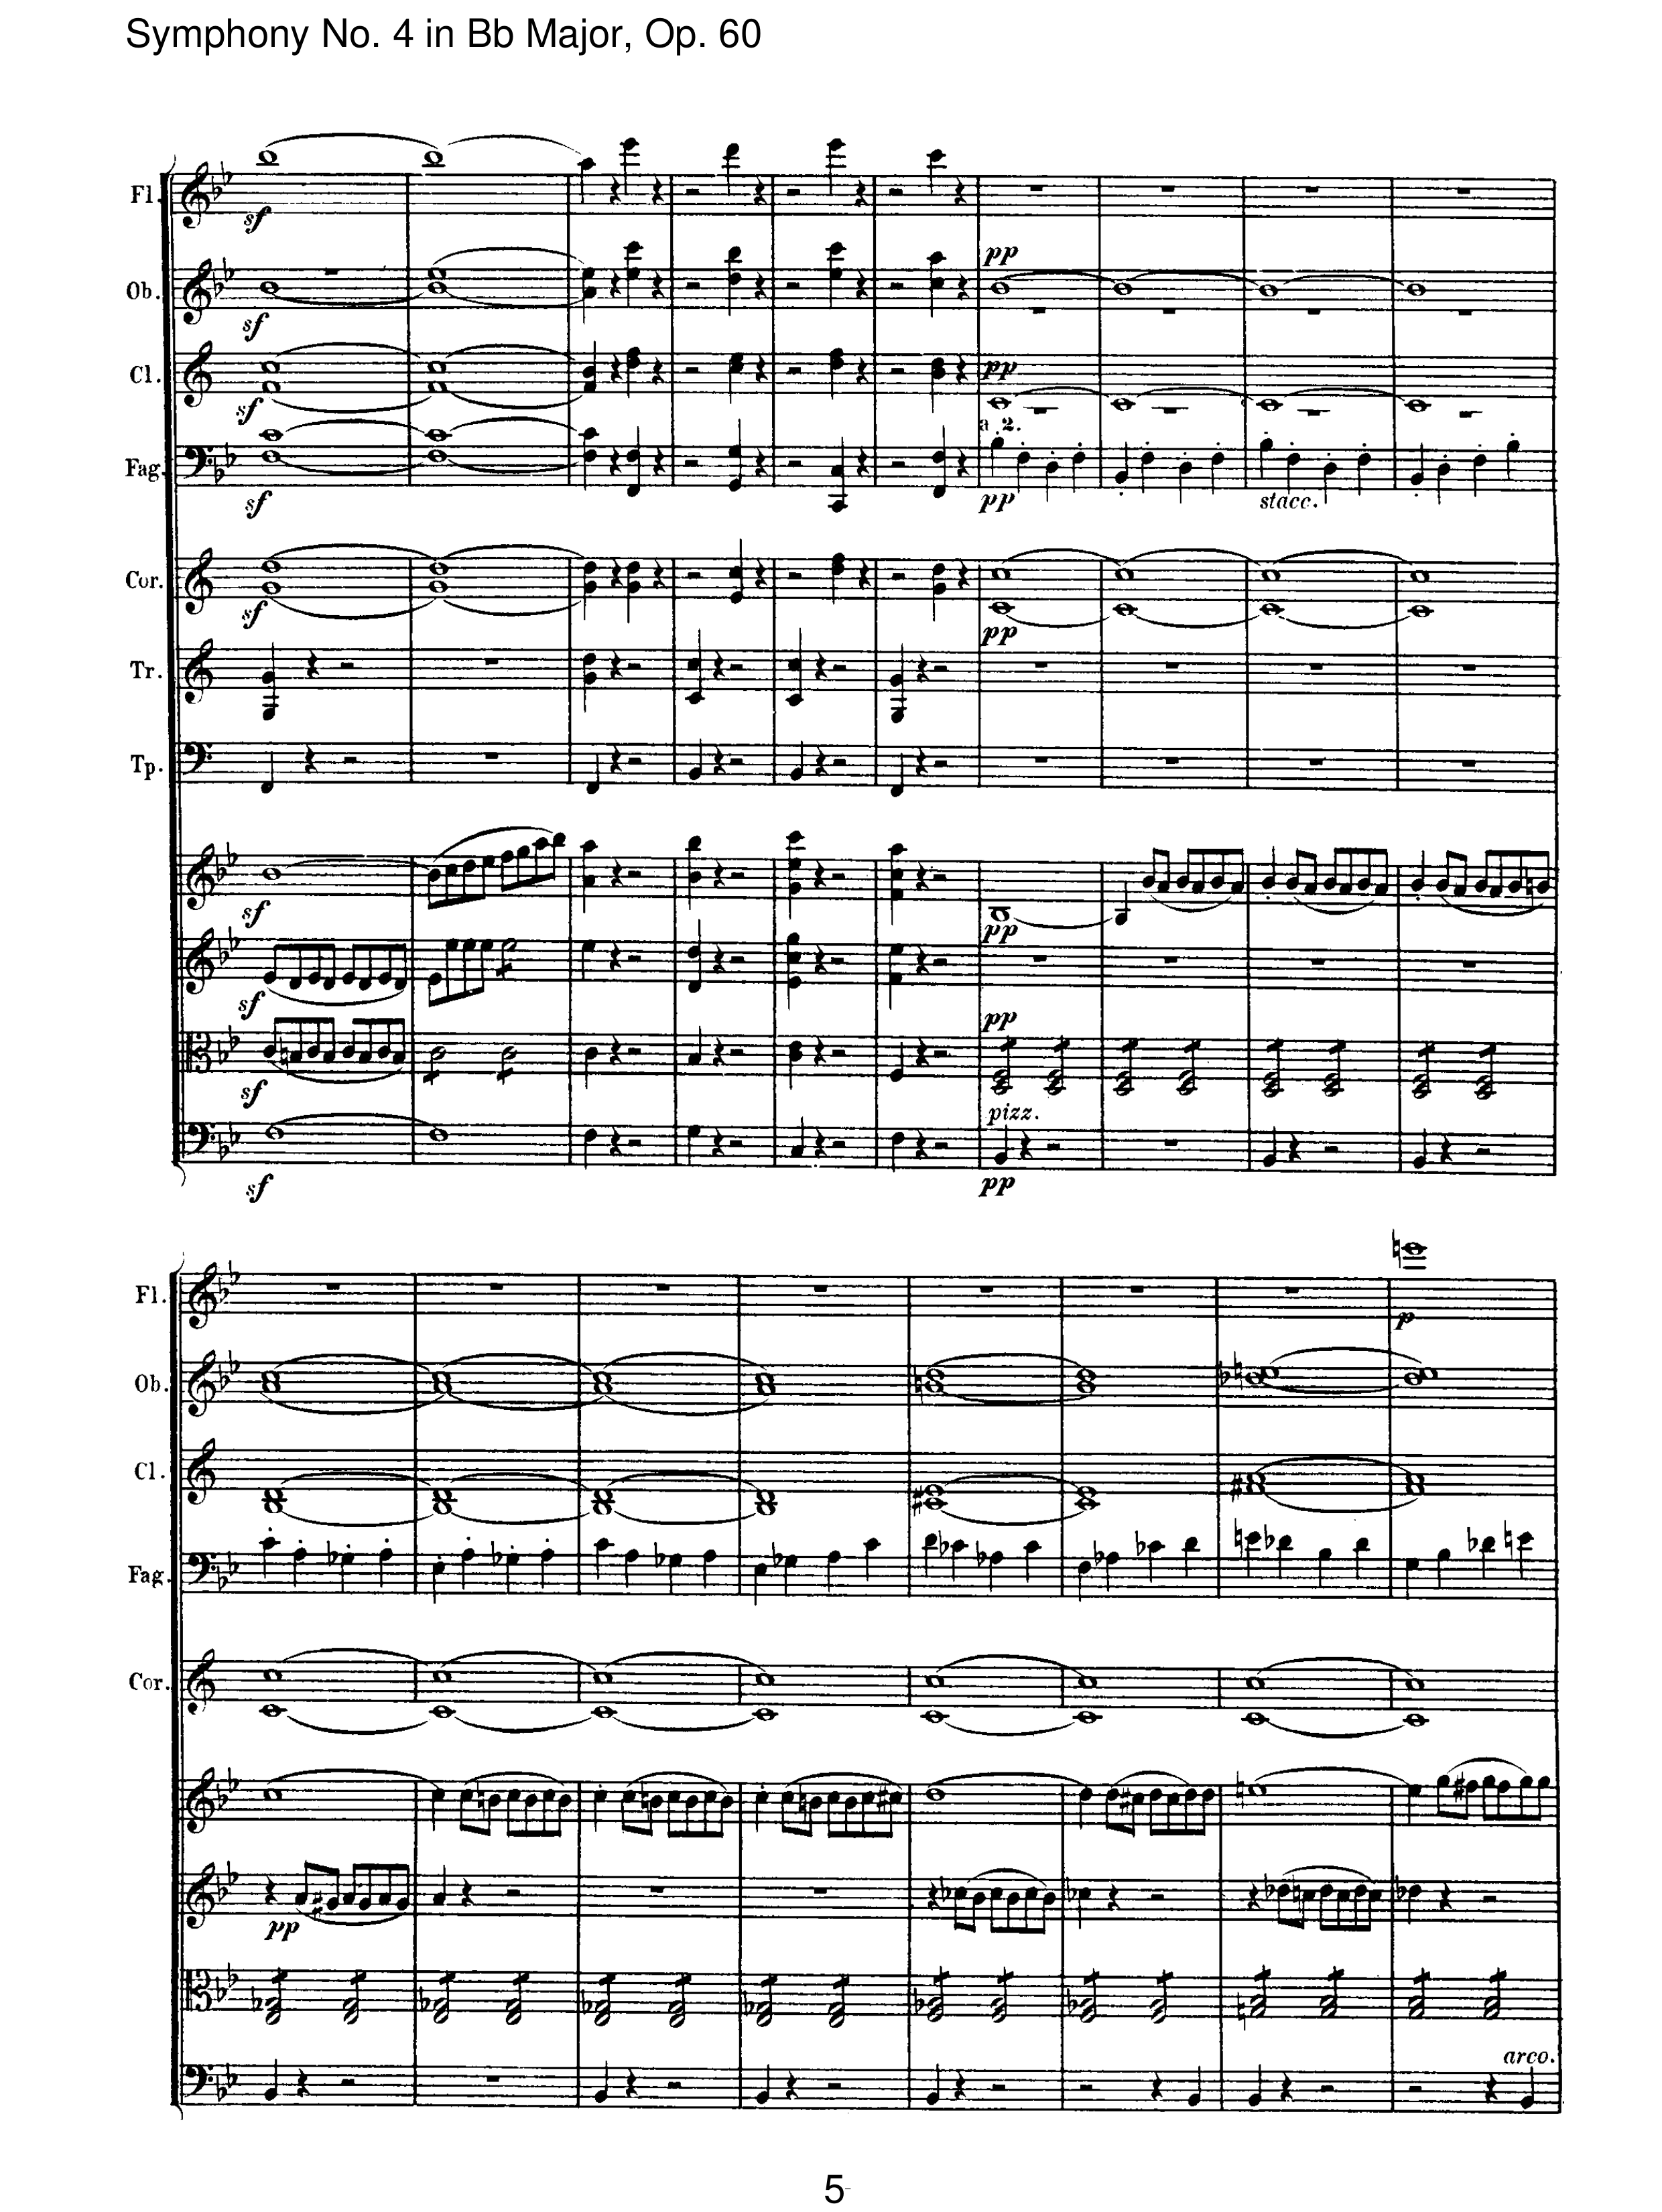 Symphony No. 4 in Bb Major, Op. 60
Fl.
sf
pp
Ob.
sf
pp
Cl.
sf
a 2.
Fag.
sf
pp
stacc.
Cor.
sf
pp
Tr.
Tp.
sf
pp
sf
pp
sf
pizz.
sf
pp
Fl.
p
Ob.
Cl.
Fag.
Cor.
pp
arco.
5